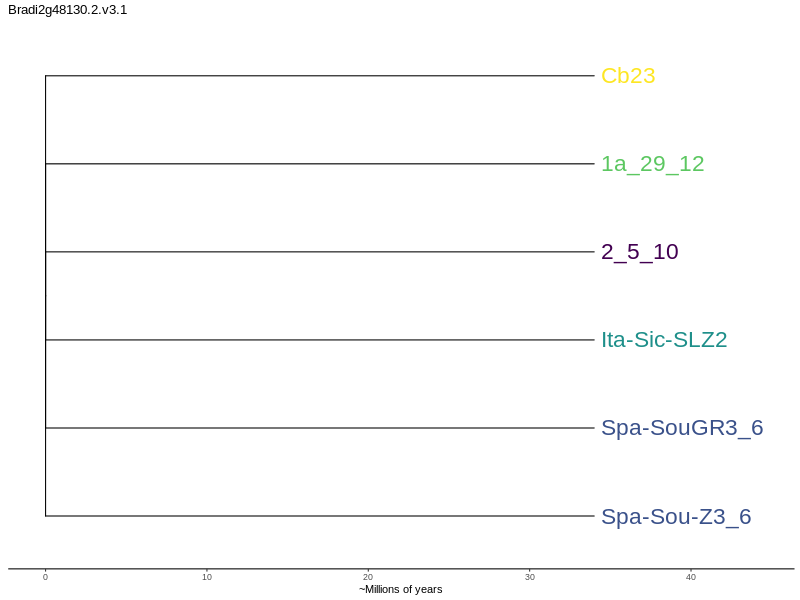 Bradi2g48130.2.v3.1
Cb23
1a_29_12
2_5_10
Ita-Sic-SLZ2
Spa-SouGR3_6
Spa-Sou-Z3_6
0 10 20 30 40
~Millions of years